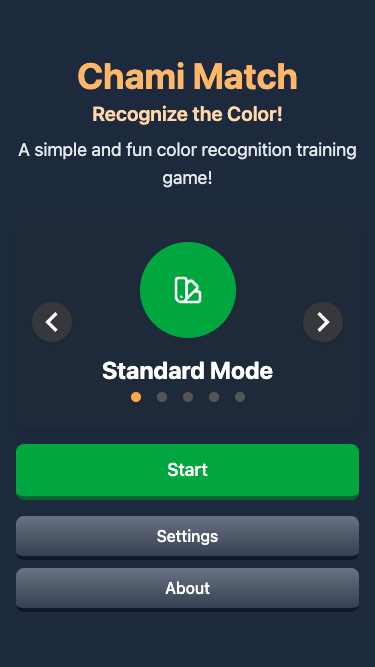 Chami Match
Recognize the Color!
A simple and fun color recognition training
game!
Standard Mode
Start
Settings
About